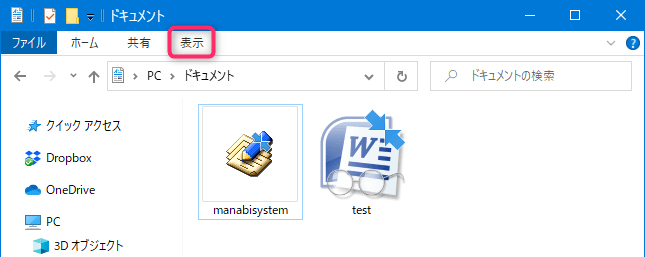 ドキュメント
ファイル ホーム 共有 表示
PC ドキュメント ドキュメントの検索
クイック アクセス
Dropbox
OneDrive
PC
3D オブジェクト
manabisystem test